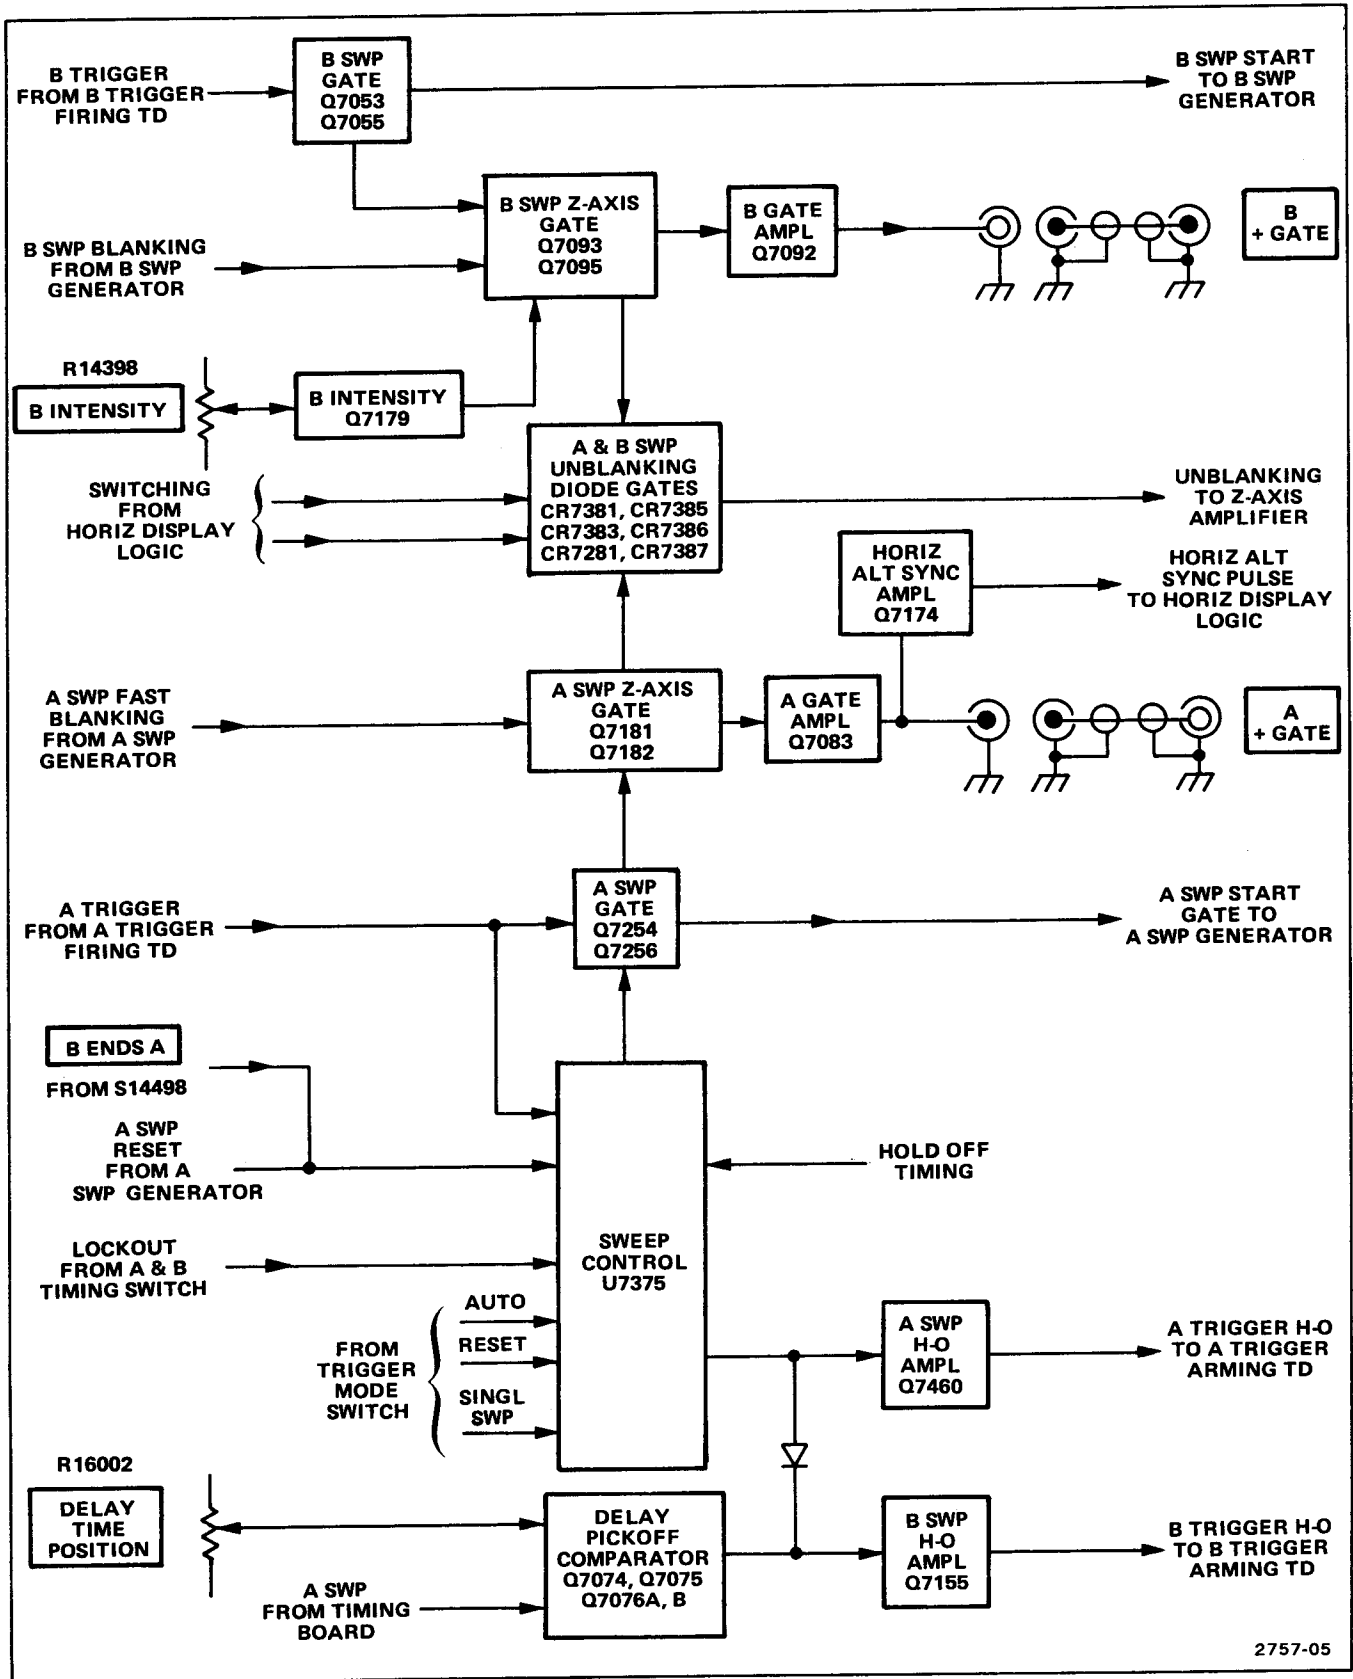 B TRIGGER
FROM B TRIGGER
FIRING TD
B SWP
GATE
Q7053
Q7055
B SWP START
TO B SWP
GENERATOR
B SWP BLANKING
FROM B SWP
GENERATOR
B SWP Z-AXIS
GATE
Q7093
Q7095
B GATE
AMPL
Q7092
B
+ GATE
R14398
B INTENSITY
B INTENSITY
Q7179
SWITCHING
FROM
HORIZ DISPLAY
LOGIC
A & B SWP
UNBLANKING
DIODE GATES
CR7381, CR7385
CR7383, CR7386
CR7281, CR7387
UNBLANKING
TO Z-AXIS
AMPLIFIER
HORIZ
ALT SYNC
AMPL
Q7174
HORIZ ALT
SYNC PULSE
TO HORIZ DISPLAY
LOGIC
A SWP FAST
BLANKING
FROM A SWP
GENERATOR
A SWP Z-AXIS
GATE
Q7181
Q7182
A GATE
AMPL
Q7083
A
+ GATE
A TRIGGER
FROM A TRIGGER
FIRING TD
A SWP
GATE
Q7254
Q7256
A SWP START
GATE TO
A SWP GENERATOR
B ENDS A
FROM S14498
A SWP
RESET
FROM A
SWP GENERATOR
HOLD OFF
TIMING
LOCKOUT
FROM A & B
TIMING SWITCH
SWEEP
CONTROL
U7375
FROM
TRIGGER
MODE
SWITCH
AUTO
RESET
SINGL
SWP
A SWP
H-O
AMPL
Q7460
A TRIGGER H-O
TO A TRIGGER
ARMING TD
R16002
DELAY
TIME
POSITION
A SWP
FROM TIMING
BOARD
DELAY
PICKOFF
COMPARATOR
Q7074, Q7075
Q7076A, B
B SWP
H-O
AMPL
Q7155
B TRIGGER H-O
TO B TRIGGER
ARMING TD
2757-05